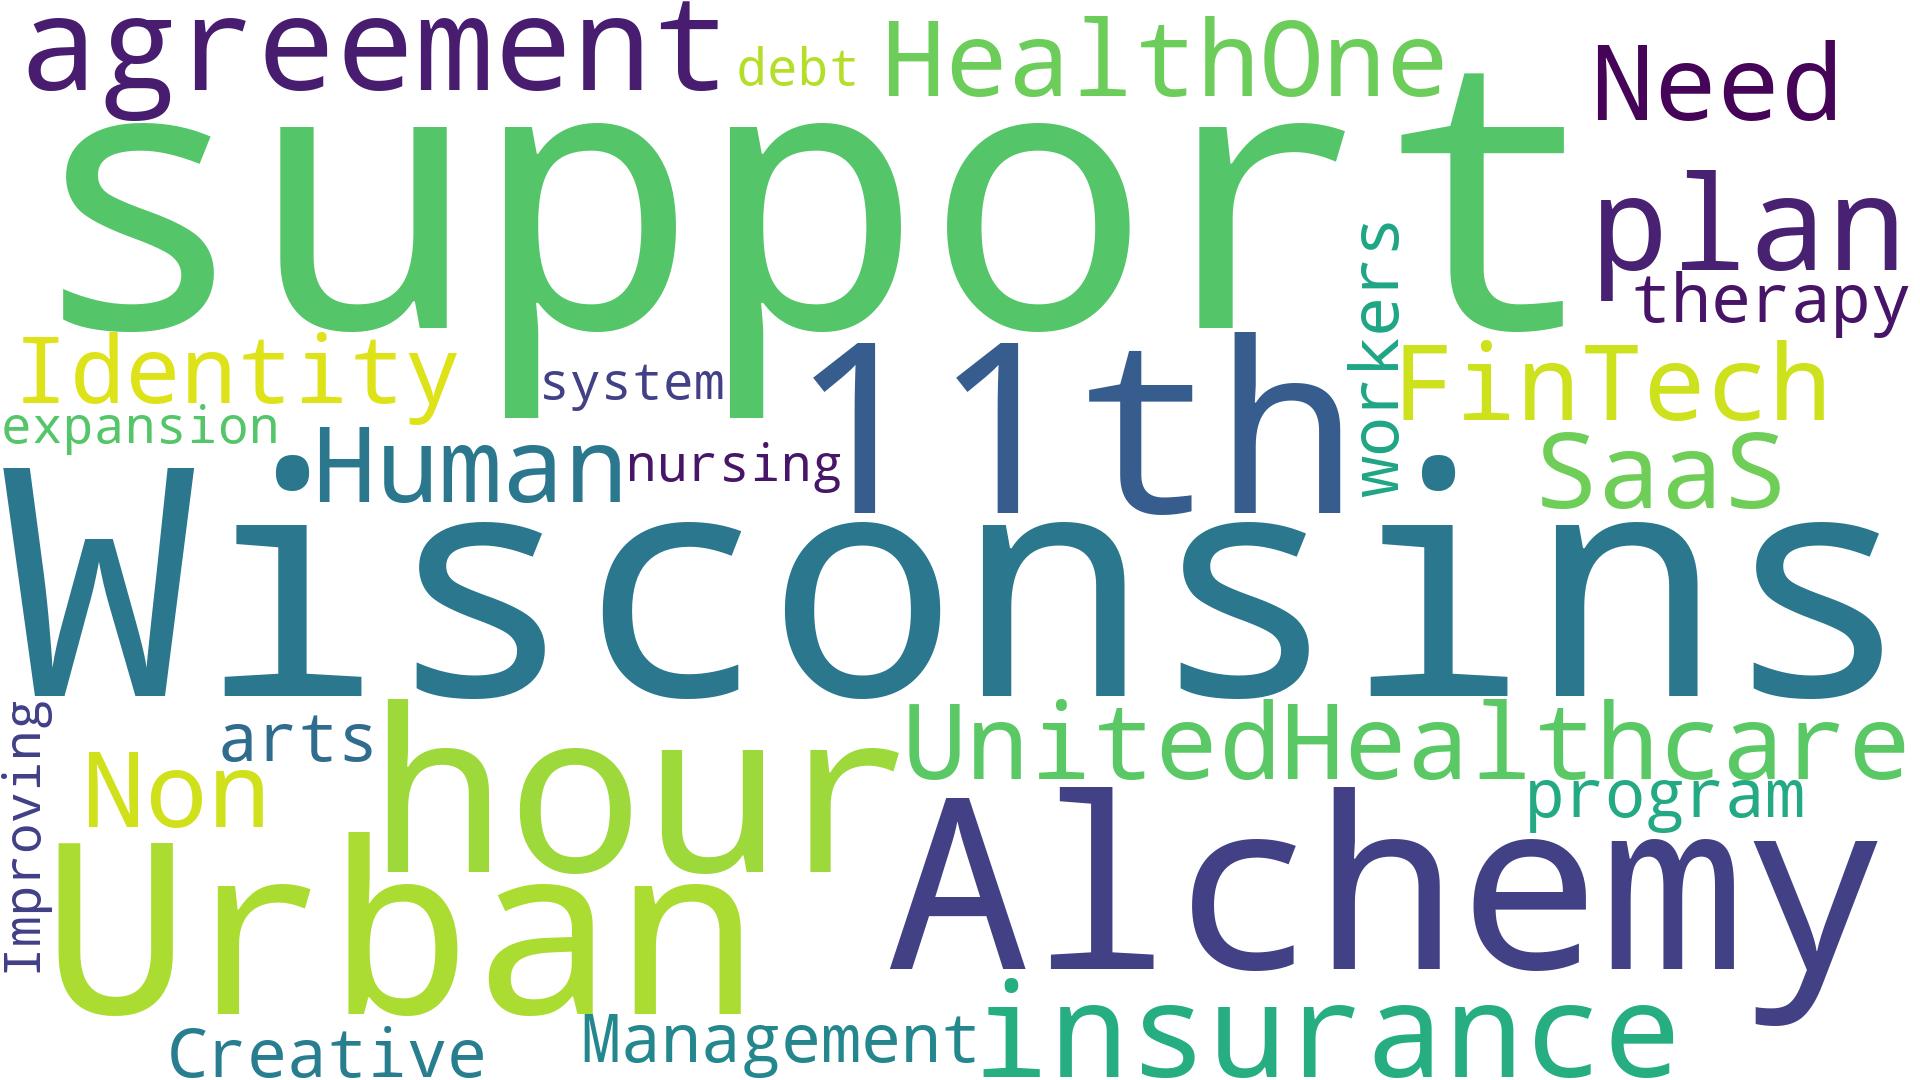 agreement
debt
HealthOne
Need
support
plan
therapy
workers
Identity
system
11th
FinTech
expansion
Human
nursing
SaaS
Wisconsins
Improving
arts
hour
UnitedHealthcare
Non
program
Urban
Alchemy
Creative
Management
insurance